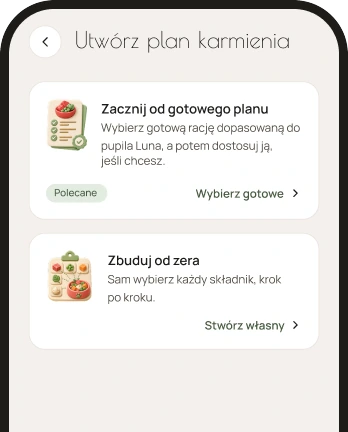 Utwórz plan karmienia
Zacznij od gotowego planu
Wybierz gotową rację dopasowaną do
pupila Luna, a potem dostosuj ją,
jeśli chcesz.
Polecane
Wybierz gotowe
Zbuduj od zera
Sam wybierz każdy składnik, krok
po kroku.
Stwórz własny